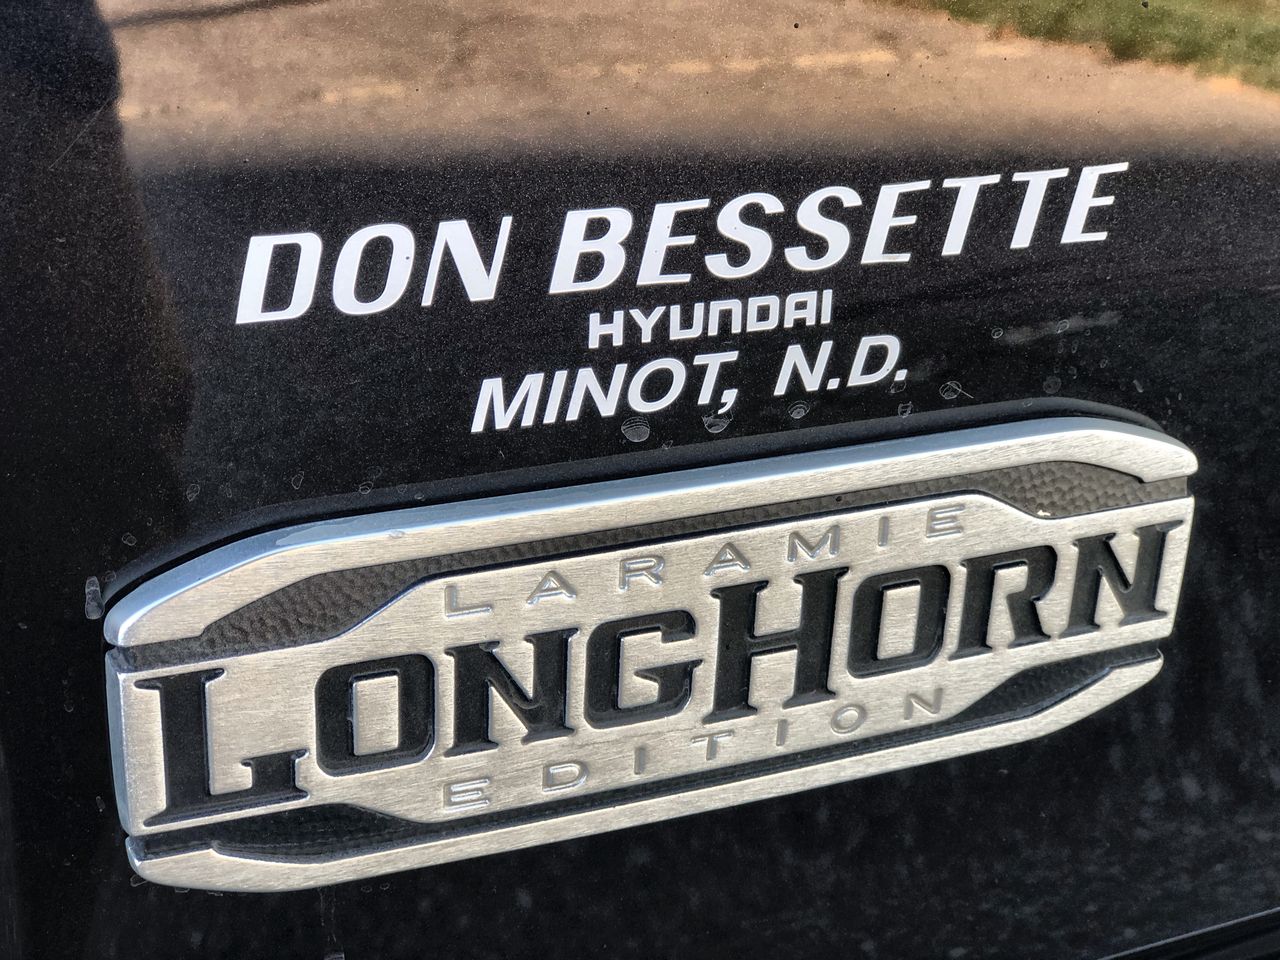 DON BESSETTE
HYUNDAI
MINOT, N.D.
LARAMIE
LONGHORN
EDITION